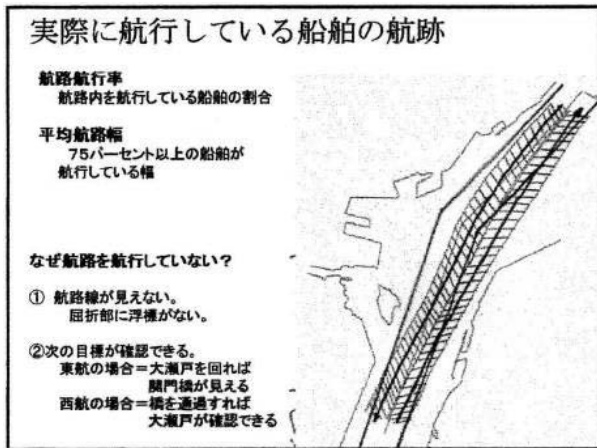 実際に航行している船舶の航跡
航路航行率
航路内を航行している船舶の割合
平均航路幅
75パーセント以上の船舶が
航行している幅
なぜ航路を航行していない？
① 航路線が見えない。
屈折部に浮標がない。
②次の目標が確認できる。
東航の場合＝大瀬戸を回れば
関門橋が見える
西航の場合＝橋を通過すれば
大瀬戸が確認できる